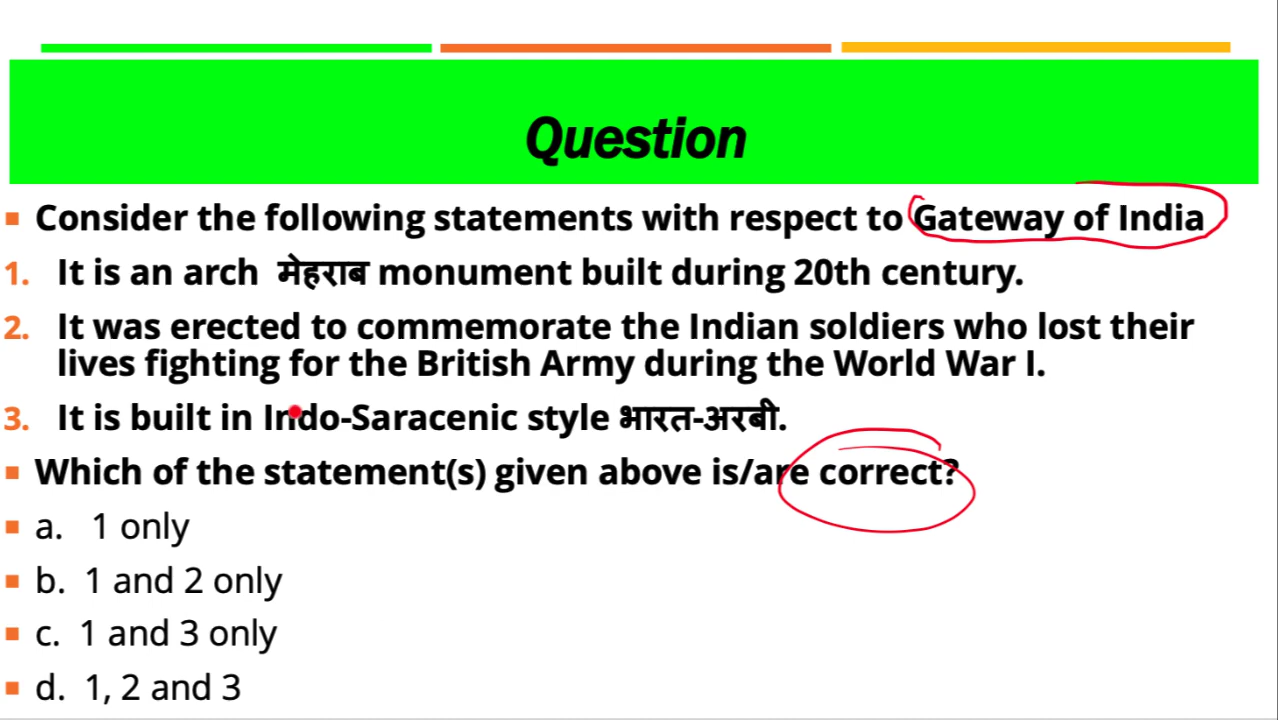 Question
Consider the following statements with respect to Gateway of India
1. It is an arch मेहराब monument built during 20th century.
2. It was erected to commemorate the Indian soldiers who lost their
lives fighting for the British Army during the World War I.
3. It is built in Indo-Saracenic style भारत-अरबी.
Which of the statement(s) given above is/are correct?
a. 1 only
b. 1 and 2 only
c. 1 and 3 only
d. 1, 2 and 3